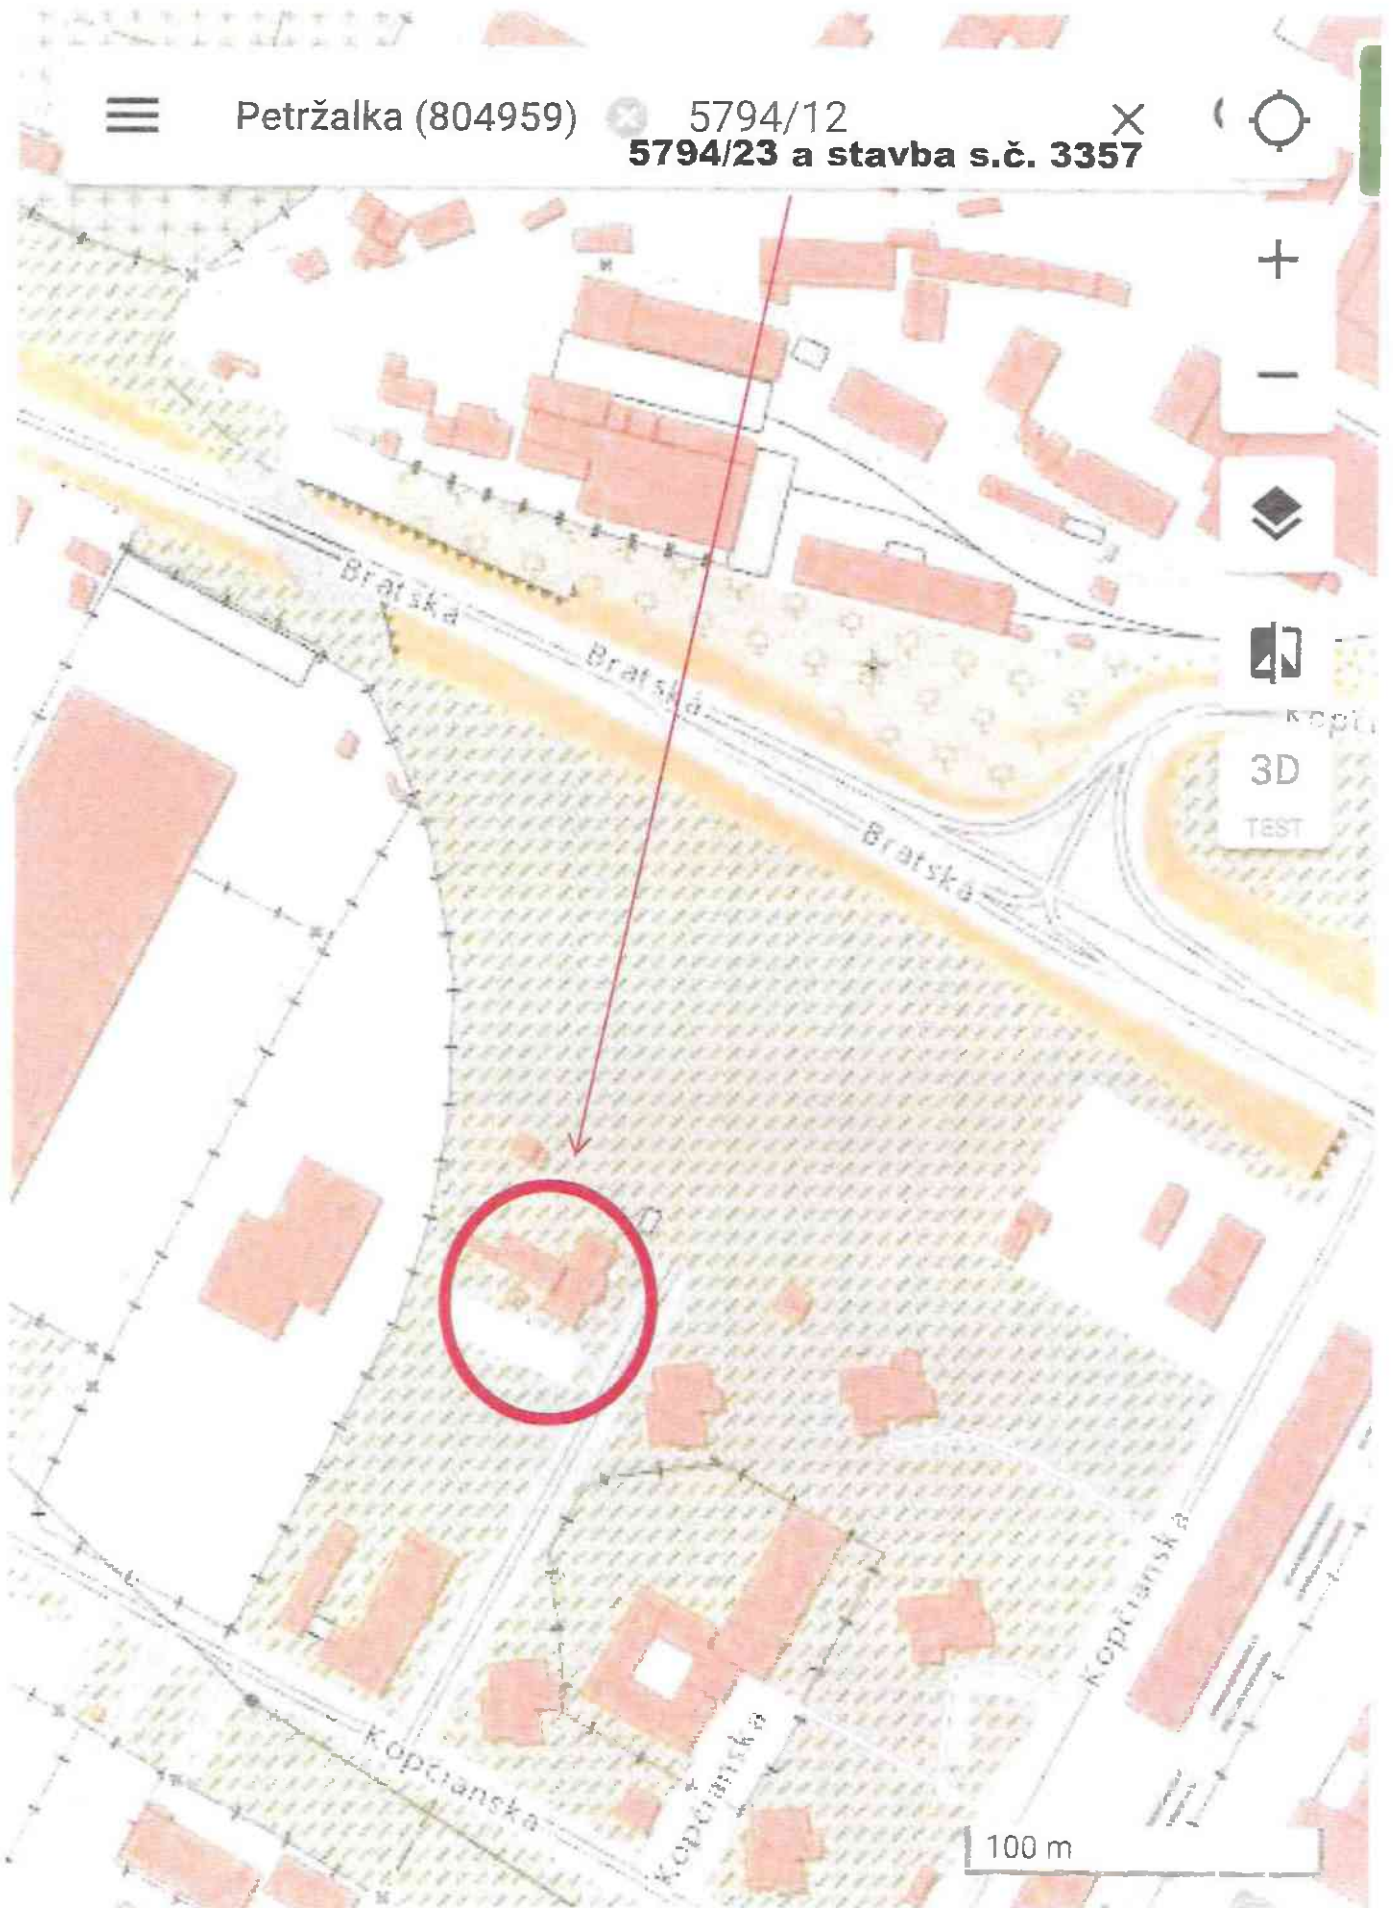 Petržalka (804959) 5794/12
5794/23 a stavba s.č. 3357
3D
TEST
Bratská
Bratská
Bratská
Kopčianska
Kopčianska
Kopčianska
100 m